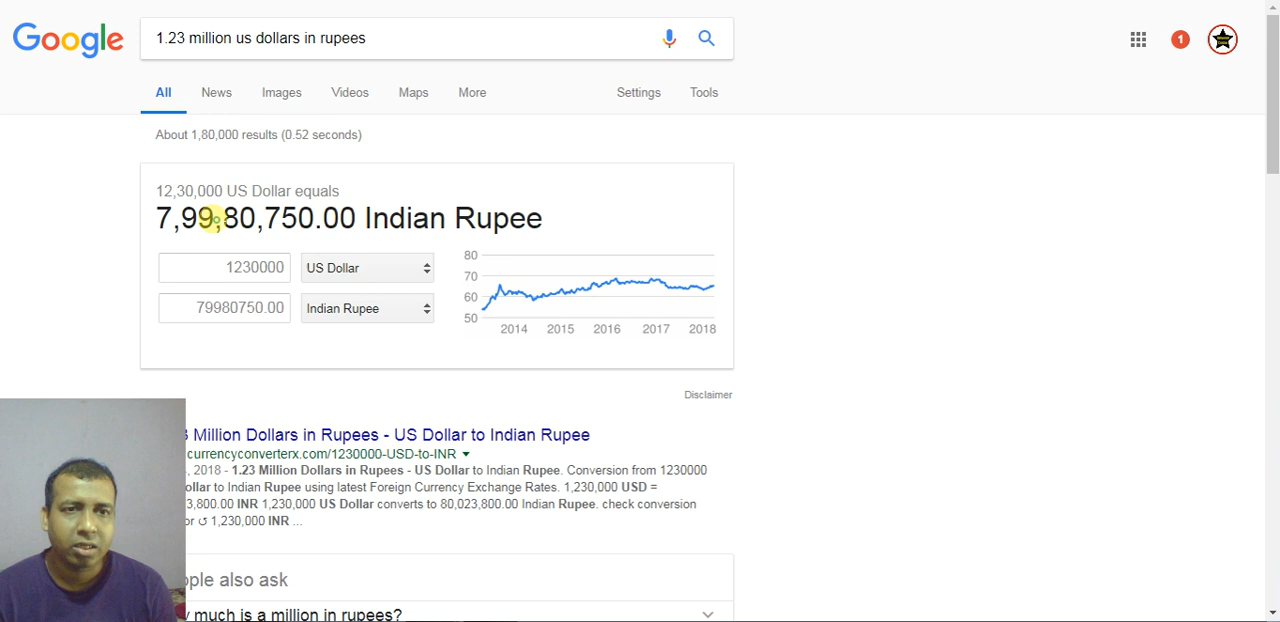 Google
1.23 million us dollars in rupees
1
All News Images Videos Maps More Settings Tools
About 1,80,000 results (0.52 seconds)
12,30,000 US Dollar equals
7,99,80,750.00 Indian Rupee
1230000 US Dollar
79980750.00 Indian Rupee
80
70
60
50
2014 2015 2016 2017 2018
Disclaimer
3 Million Dollars in Rupees - US Dollar to Indian Rupee
currencyconverterx.com/1230000-USD-to-INR
, 2018 - 1.23 Million Dollars in Rupees - US Dollar to Indian Rupee. Conversion from 1230000
ollar to Indian Rupee using latest Foreign Currency Exchange Rates. 1,230,000 USD =
3,800.00 INR 1,230,000 US Dollar converts to 80,023,800.00 Indian Rupee. check conversion
or ↺ 1,230,000 INR ...
ople also ask
much is a million in rupees?